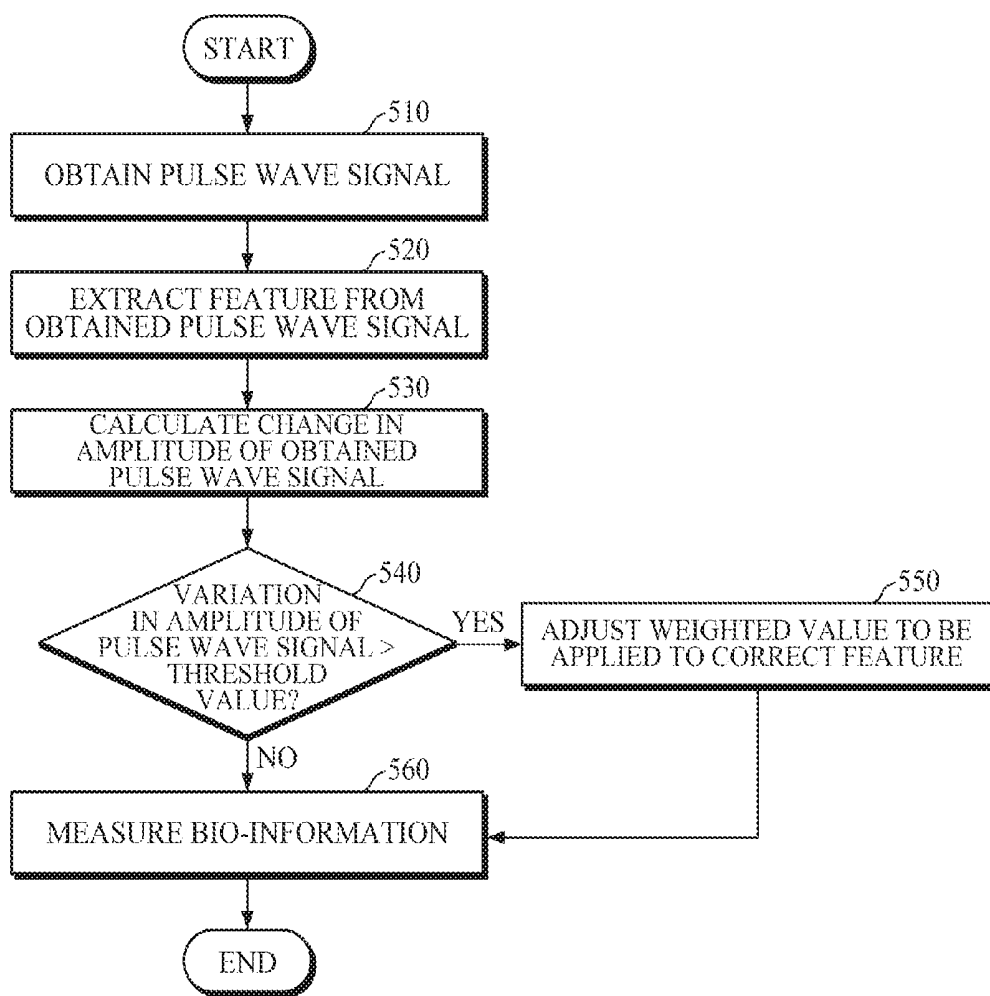 START
510
OBTAIN PULSE WAVE SIGNAL
520
EXTRACT FEATURE FROM
OBTAINED PULSE WAVE SIGNAL
530
CALCULATE CHANGE IN
AMPLITUDE OF OBTAINED
PULSE WAVE SIGNAL
540
VARIATION
IN AMPLITUDE OF
PULSE WAVE SIGNAL >
THRESHOLD
VALUE?
YES
550
ADJUST WEIGHTED VALUE TO BE
APPLIED TO CORRECT FEATURE
NO
560
MEASURE BIO-INFORMATION
END